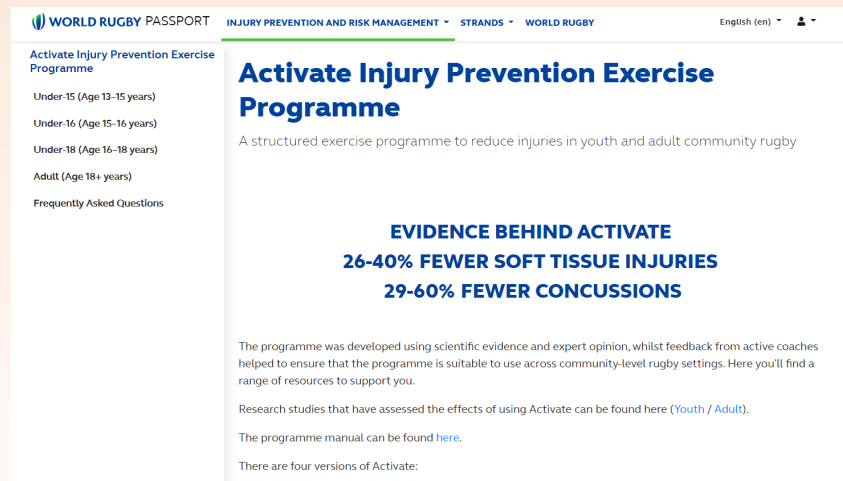 WORLD RUGBY PASSPORT
INJURY PREVENTION AND RISK MANAGEMENT
STRANDS
WORLD RUGBY
English (en)
Activate Injury Prevention Exercise
Programme
Under-15 (Age 13–15 years)
Under-16 (Age 15–16 years)
Under-18 (Age 16–18 years)
Adult (Age 18+ years)
Frequently Asked Questions
Activate Injury Prevention Exercise
Programme
A structured exercise programme to reduce injuries in youth and adult community rugby
EVIDENCE BEHIND ACTIVATE
26-40% FEWER SOFT TISSUE INJURIES
29-60% FEWER CONCUSSIONS
The programme was developed using scientific evidence and expert opinion, whilst feedback from active coaches
helped to ensure that the programme is suitable to use across community-level rugby settings. Here you'll find a
range of resources to support you.
Research studies that have assessed the effects of using Activate can be found here (Youth / Adult).
The programme manual can be found here.
There are four versions of Activate: